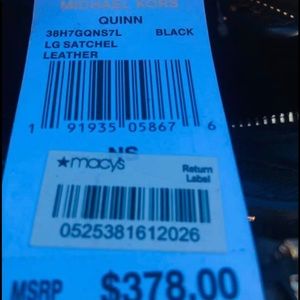 MICHAEL KORS
QUINN
38H7GQNS7L BLACK
LG SATCHEL
LEATHER
1 91935 05867 6
NS
★macy's
Return
Label
0525381612026
MSRP $378.00